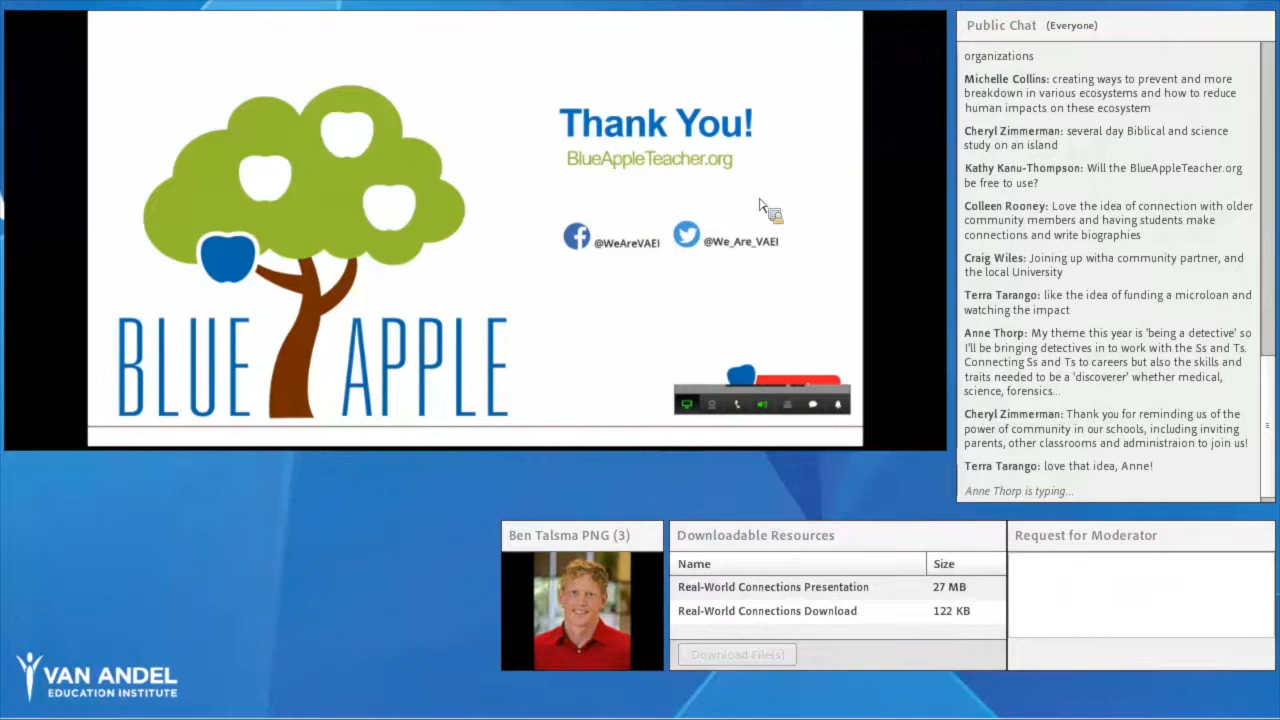 Thank You!
BlueAppleTeacher.org
@WeAreVAEI
@We_Are_VAEI
BLUE APPLE
Public Chat (Everyone)
organizations
Michelle Collins: creating ways to prevent and more
breakdown in various ecosystems and how to reduce
human impacts on these ecosystem
Cheryl Zimmerman: several day Biblical and science
study on an island
Kathy Kanu-Thompson: Will the BlueAppleTeacher.org
be free to use?
Colleen Rooney: Love the idea of connection with older
community members and having students make
connections and write biographies
Craig Wiles: Joining up witha community partner, and
the local University
Terra Tarango: like the idea of funding a microloan and
watching the impact
Anne Thorp: My theme this year is 'being a detective' so
I'll be bringing detectives in to work with the Ss and Ts.
Connecting Ss and Ts to careers but also the skills and
traits needed to be a 'discoverer' whether medical,
science, forensics...
Cheryl Zimmerman: Thank you for reminding us of the
power of community in our schools, including inviting
parents, other classrooms and administraion to join us!
Terra Tarango: love that idea, Anne!
Anne Thorp is typing...
Ben Talsma PNG (3)
Downloadable Resources
Name Size
Real-World Connections Presentation 27 MB
Real-World Connections Download 122 KB
Download File(s)
Request for Moderator
VAN ANDEL
EDUCATION INSTITUTE